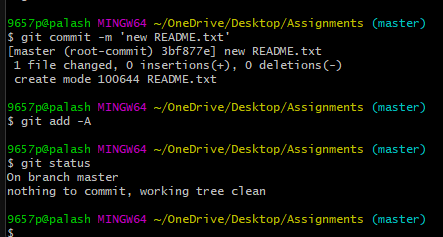 9657p@palash MINGW64 ~/OneDrive/Desktop/Assignments (master)
$ git commit -m 'new README.txt'
[master (root-commit) 3bf877e] new README.txt
 1 file changed, 0 insertions(+), 0 deletions(-)
 create mode 100644 README.txt

9657p@palash MINGW64 ~/OneDrive/Desktop/Assignments (master)
$ git add -A

9657p@palash MINGW64 ~/OneDrive/Desktop/Assignments (master)
$ git status
On branch master
nothing to commit, working tree clean

9657p@palash MINGW64 ~/OneDrive/Desktop/Assignments (master)
$